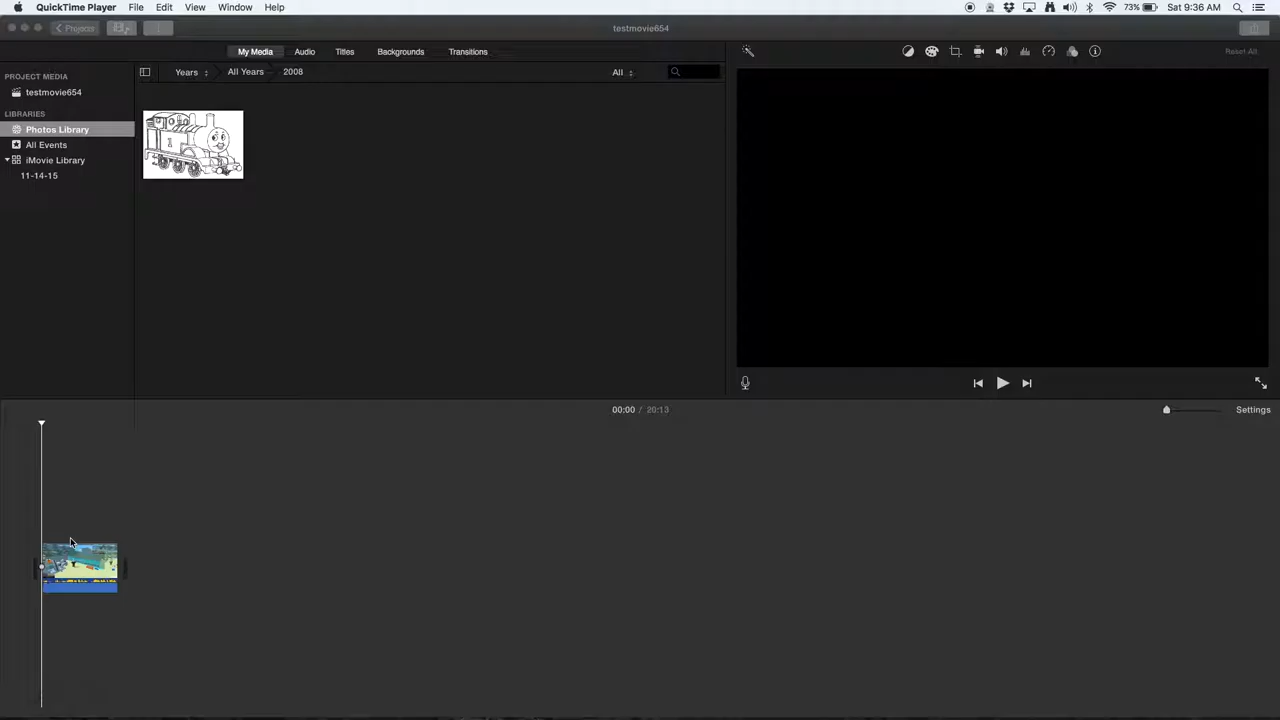 QuickTime Player File Edit View Window Help 73% Sat 9:36 AM
Projects testmovie654
My Media Audio Titles Backgrounds Transitions Reset All
PROJECT MEDIA
testmovie654
LIBRARIES
Photos Library
All Events
iMovie Library
11-14-15
Years All Years 2008 All
1
00:00 / 20:13 Settings